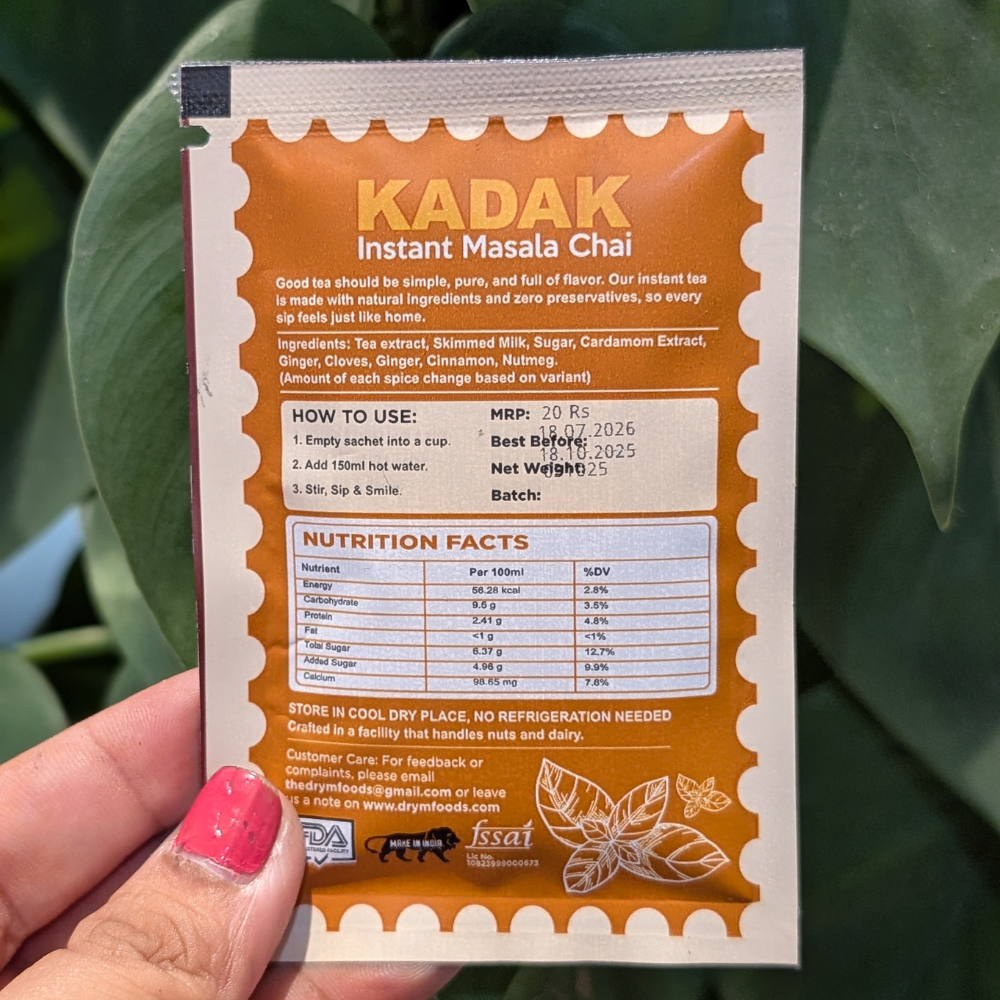 KADAK
Instant Masala Chai
Good tea should be simple, pure, and full of flavor. Our instant tea
is made with natural ingredients and zero preservatives, so every
sip feels just like home.
Ingredients: Tea extract, Skimmed Milk, Sugar, Cardamom Extract,
Ginger, Cloves, Ginger, Cinnamon, Nutmeg.
(Amount of each spice change based on variant)
HOW TO USE:
1. Empty sachet into a cup.
2. Add 150ml hot water.
3. Stir, Sip & Smile.
MRP: 20 Rs
18.07.2026
Best Before:
18.10.2025
Net Weight:
Batch:
NUTRITION FACTS
Nutrient Per 100ml %DV
Energy 56.28 kcal 2.8%
Carbohydrate 9.5 g 3.5%
Protein 2.41 g 4.8%
Fat <1 g <1%
Total Sugar 6.37 g 12.7%
Added Sugar 4.96 g 9.9%
Calcium 98.65 mg 7.6%
STORE IN COOL DRY PLACE, NO REFRIGERATION NEEDED
Crafted in a facility that handles nuts and dairy.
Customer Care: For feedback or
complaints, please email
thedrymfoods@gmail.com or leave
us a note on www.drymfoods.com
FDA
MAKE IN INDIA
fssai
Lic No.